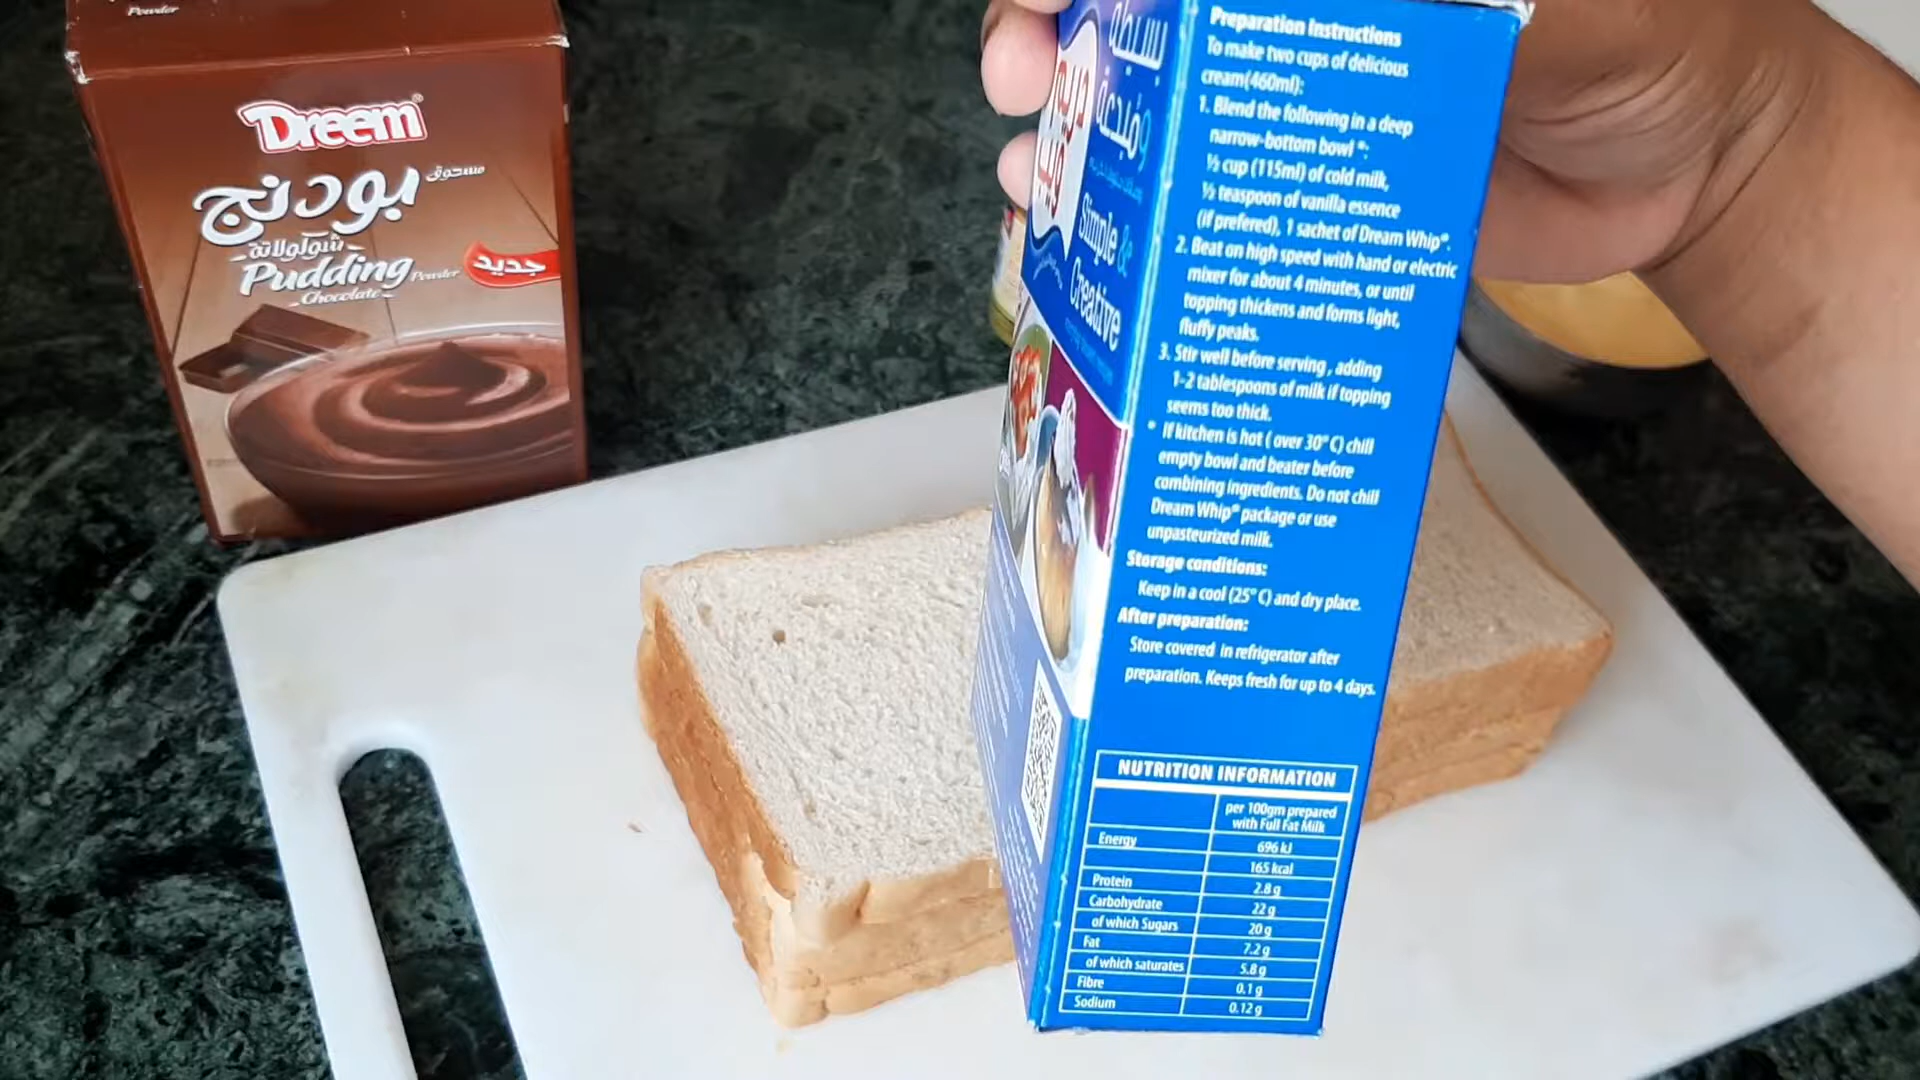 Powder
Dreem
مسحوق
بودنج
شوكولاتة
Pudding Powder
Chocolate
جديد
بسيطة
ومبدعة
دريم
ويب
Simple &
Creative
Preparation Instructions
To make two cups of delicious
cream(460ml):
1. Blend the following in a deep
narrow-bottom bowl *:
½ cup (115ml) of cold milk,
½ teaspoon of vanilla essence
(if prefered), 1 sachet of Dream Whip®.
2. Beat on high speed with hand or electric
mixer for about 4 minutes, or until
topping thickens and forms light,
fluffy peaks.
3. Stir well before serving, adding
1-2 tablespoons of milk if topping
seems too thick.
* If kitchen is hot ( over 30° C) chill
empty bowl and beater before
combining ingredients. Do not chill
Dream Whip® package or use
unpasteurized milk.
Storage conditions:
Keep in a cool (25° C) and dry place.
After preparation:
Store covered in refrigerator after
preparation. Keeps fresh for up to 4 days.
NUTRITION INFORMATION
per 100gm prepared
with Full Fat Milk
Energy 696 kJ
165 kcal
Protein 2.8 g
Carbohydrate 22 g
of which Sugars 20 g
Fat 7.2 g
of which saturates 5.8 g
Fibre 0.1 g
Sodium 0.12 g